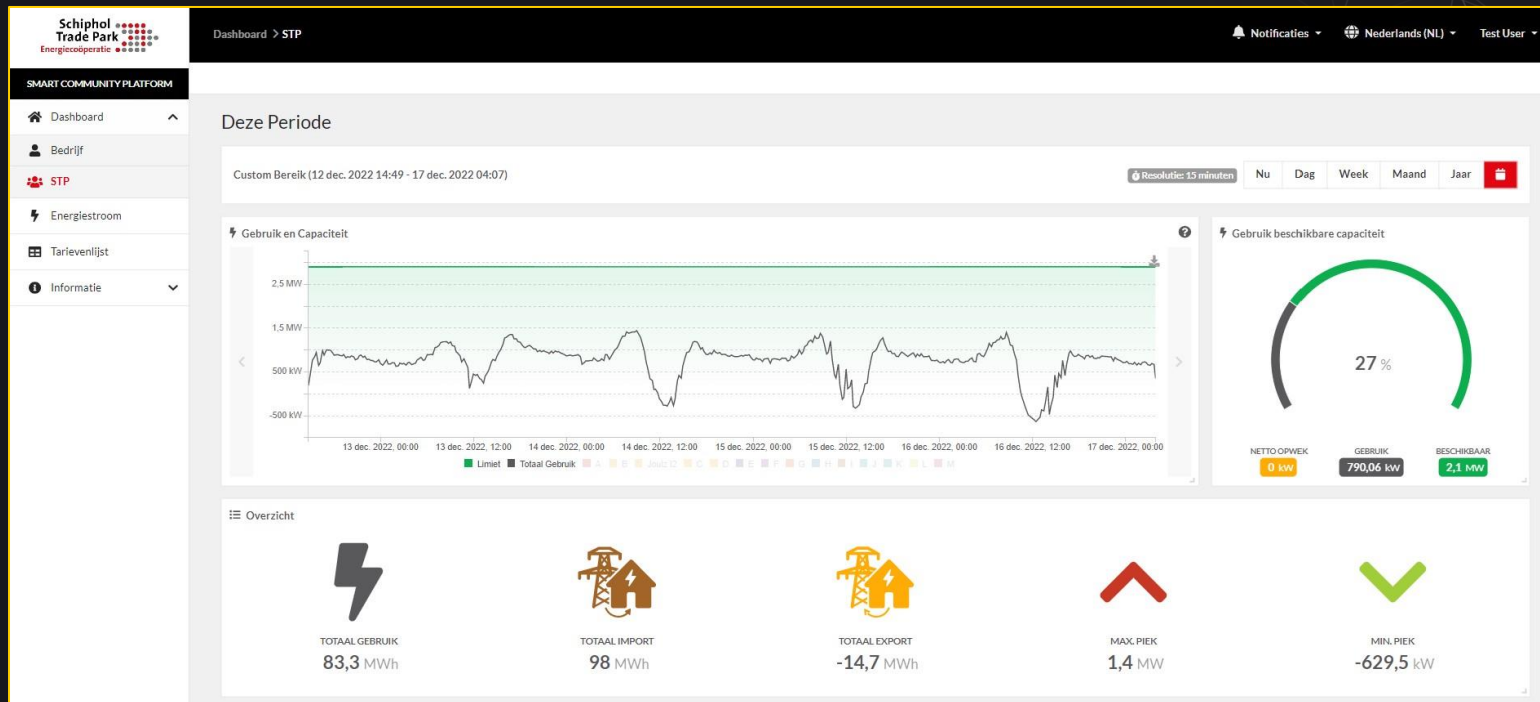 Schiphol
Trade Park
Energiecoöperatie
Dashboard > STP
Notificaties
Nederlands (NL)
Test User
SMART COMMUNITY PLATFORM
Dashboard
Bedrijf
STP
Energiestroom
Tarievenlijst
Informatie
Deze Periode
Custom Bereik (12 dec. 2022 14:49 - 17 dec. 2022 04:07)
Resolutie: 15 minuten
Nu Dag Week Maand Jaar
Gebruik en Capaciteit
2,5 MW
1,5 MW
500 kW
-500 kW
13 dec. 2022, 00:00 13 dec. 2022, 12:00 14 dec. 2022, 00:00 14 dec. 2022, 12:00 15 dec. 2022, 00:00 15 dec. 2022, 12:00 16 dec. 2022, 00:00 16 dec. 2022, 12:00 17 dec. 2022, 00:00
Limiet Totaal Gebruik A B C D E F G H I J K L M
Gebruik beschikbare capaciteit
27 %
NETTO OPWEK GEBRUIK BESCHIKBAAR
0 kW 790,06 kW 2,1 MW
Overzicht
TOTAAL GEBRUIK TOTAAL IMPORT TOTAAL EXPORT MAX. PIEK MIN. PIEK
83,3 MWh 98 MWh -14,7 MWh 1,4 MW -629,5 kW